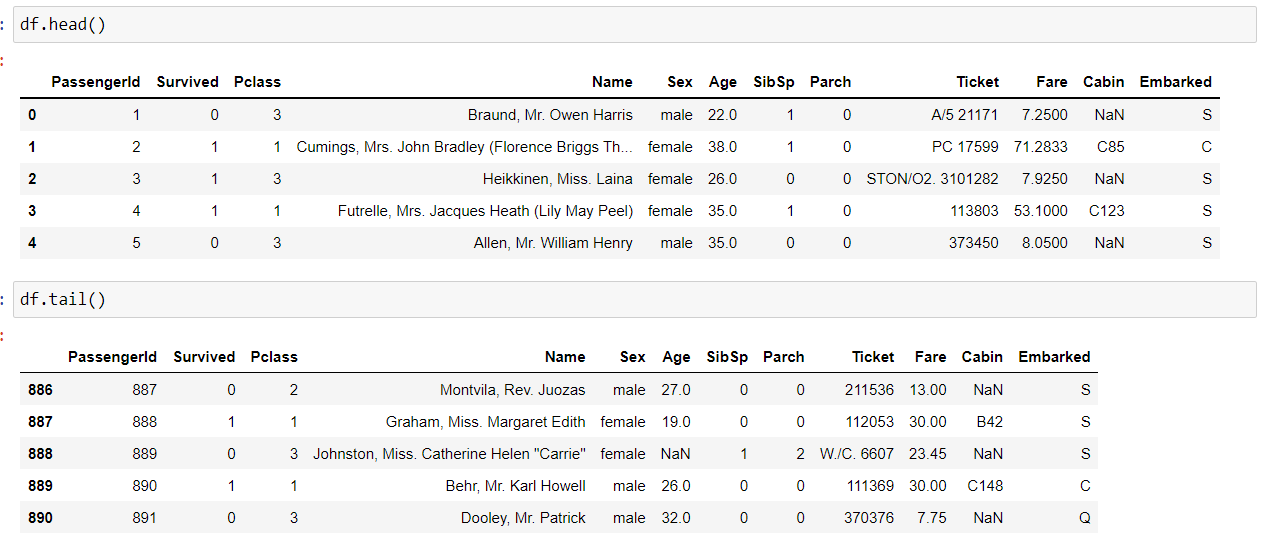 : df.head()
:
PassengerId Survived Pclass Name Sex Age SibSp Parch Ticket Fare Cabin Embarked
0 1 0 3 Braund, Mr. Owen Harris male 22.0 1 0 A/5 21171 7.2500 NaN S
1 2 1 1 Cumings, Mrs. John Bradley (Florence Briggs Th... female 38.0 1 0 PC 17599 71.2833 C85 C
2 3 1 3 Heikkinen, Miss. Laina female 26.0 0 0 STON/O2. 3101282 7.9250 NaN S
3 4 1 1 Futrelle, Mrs. Jacques Heath (Lily May Peel) female 35.0 1 0 113803 53.1000 C123 S
4 5 0 3 Allen, Mr. William Henry male 35.0 0 0 373450 8.0500 NaN S
: df.tail()
:
PassengerId Survived Pclass Name Sex Age SibSp Parch Ticket Fare Cabin Embarked
886 887 0 2 Montvila, Rev. Juozas male 27.0 0 0 211536 13.00 NaN S
887 888 1 1 Graham, Miss. Margaret Edith female 19.0 0 0 112053 30.00 B42 S
888 889 0 3 Johnston, Miss. Catherine Helen "Carrie" female NaN 1 2 W./C. 6607 23.45 NaN S
889 890 1 1 Behr, Mr. Karl Howell male 26.0 0 0 111369 30.00 C148 C
890 891 0 3 Dooley, Mr. Patrick male 32.0 0 0 370376 7.75 NaN Q